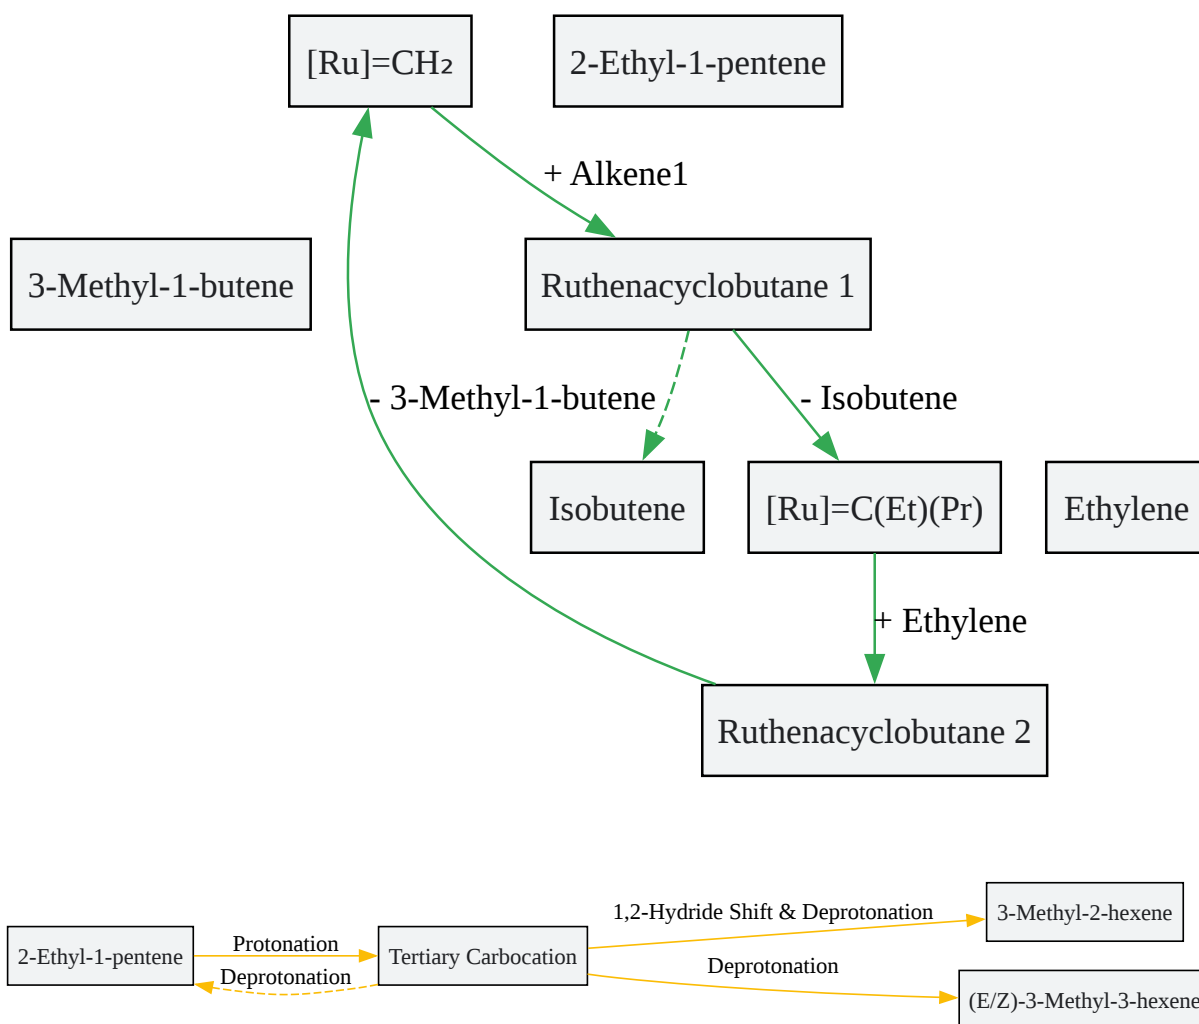 [Ru]=CH₂
2-Ethyl-1-pentene
+ Alkene1
3-Methyl-1-butene
Ruthenacyclobutane 1
- 3-Methyl-1-butene
- Isobutene
Isobutene
[Ru]=C(Et)(Pr)
Ethylene
+ Ethylene
Ruthenacyclobutane 2
2-Ethyl-1-pentene
Protonation
Deprotonation
Tertiary Carbocation
1,2-Hydride Shift & Deprotonation
3-Methyl-2-hexene
Deprotonation
(E/Z)-3-Methyl-3-hexene